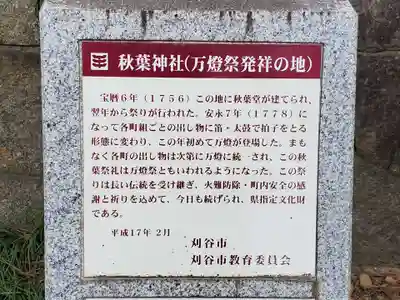 秋葉神社(万燈祭発祥の地)
宝暦6年(1756)この地に秋葉堂が建てられ、
翌年から祭りが行われた。安永7年(1778)に
なって各町組ごとの出し物に笛・太鼓で拍子をとる
形態に変わり、この年初めて万燈が登場した。まも
なく各町の出し物は次第に万燈に統一され、この秋
葉祭礼は万燈祭ともいわれるようになった。この祭
りは長い伝統を受け継ぎ、火難防除・町内安全の感
謝と祈りを込めて、今日も続けられ、県指定文化財
である。
平成17年 2月
刈谷市
刈谷市教育委員会